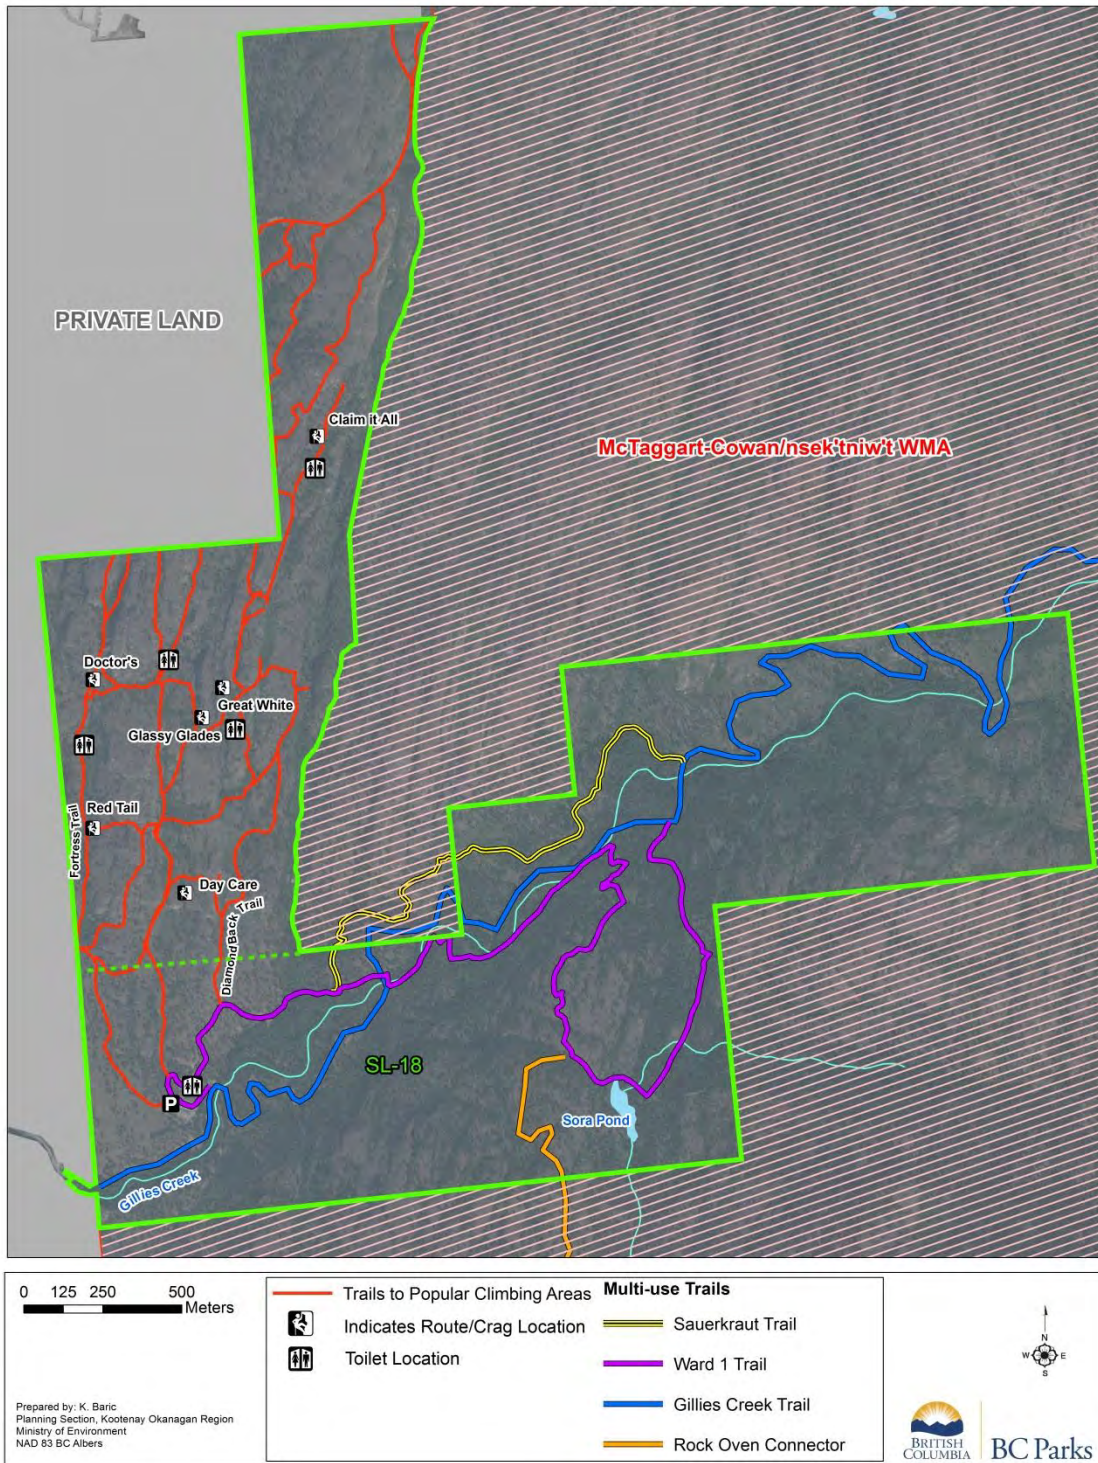 PRIVATE LAND
Claim it All
McTaggart-Cowan/nsek'tniw't WMA
Doctor's
Great White
Glassy Glades
Red Tail
Fortress Trail
Day Care
DiamondBack Trail
SL-18
P
Sora Pond
Gillies Creek
0 125 250 500
Meters
Trails to Popular Climbing Areas
Indicates Route/Crag Location
Toilet Location
Multi-use Trails
Sauerkraut Trail
Ward 1 Trail
Gillies Creek Trail
Rock Oven Connector
N
W E
S
Prepared by: K. Baric
Planning Section, Kootenay Okanagan Region
Ministry of Environment
NAD 83 BC Albers
BRITISH
COLUMBIA
BC Parks